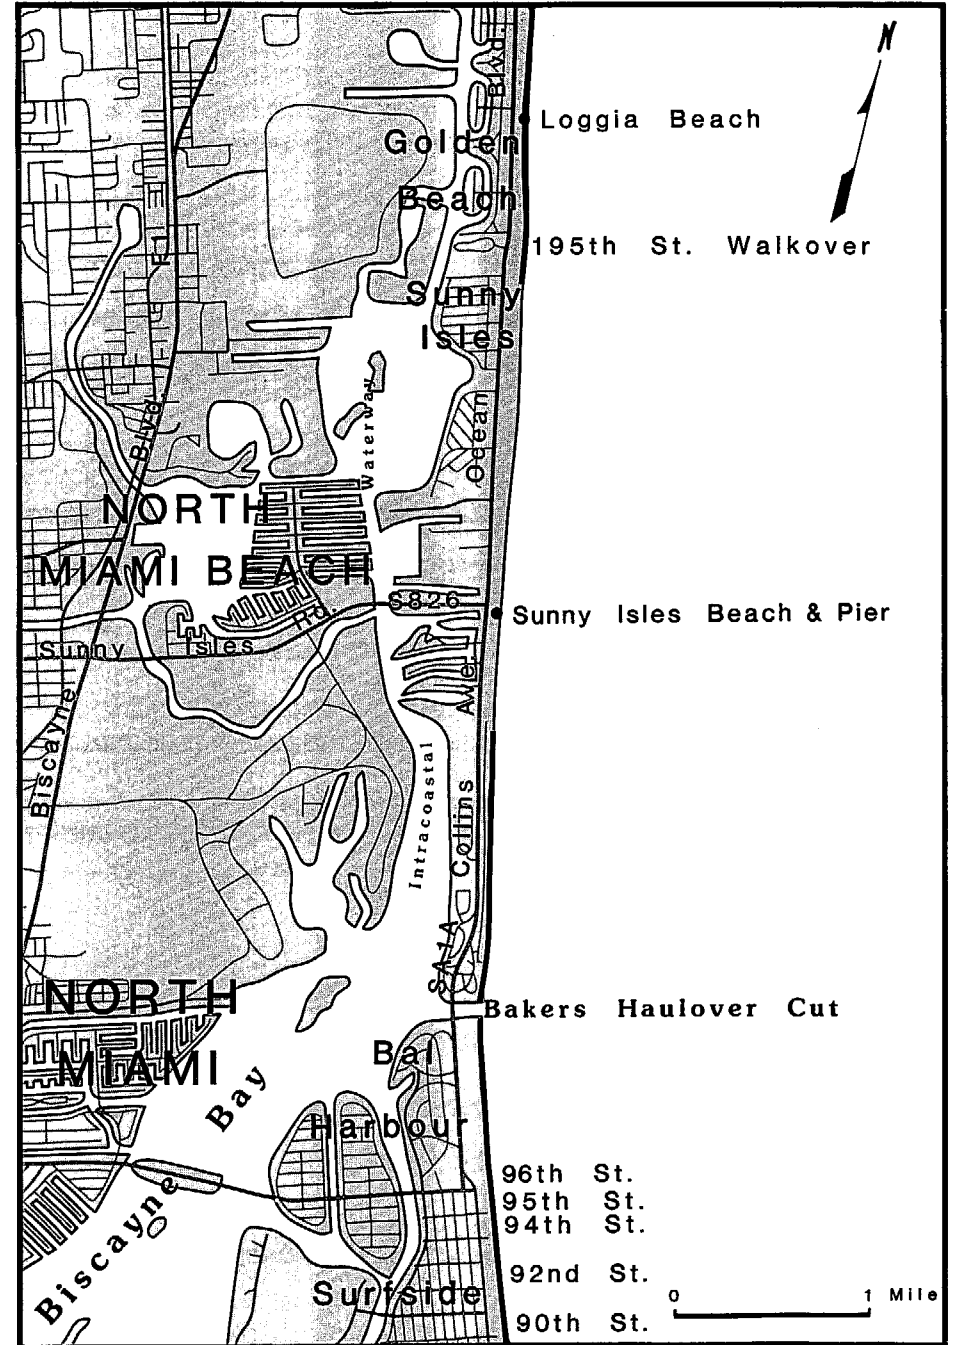 N
Blvd.
Loggia Beach
Golden
Beach
195th St. Walkover
Sunny
Isles
Waterway
Ocean
Blvd.
NORTH
MIAMI BEACH
S826
Sunny Isles Rd.
Sunny Isles Beach & Pier
Biscayne
Intracoastal
Collins Ave.
SA1A
NORTH
MIAMI
Bakers Haulover Cut
Bal
Harbour
Biscayne Bay
96th St.
95th St.
94th St.
92nd St.
Surfside
90th St.
0 1 Mile